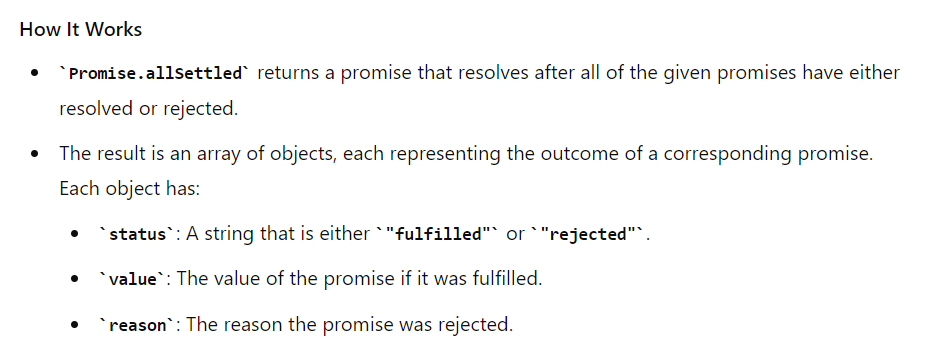 How It Works
• `Promise.allSettled` returns a promise that resolves after all of the given promises have either
resolved or rejected.
• The result is an array of objects, each representing the outcome of a corresponding promise.
Each object has:
• `status`: A string that is either `"fulfilled"` or `"rejected"`.
• `value`: The value of the promise if it was fulfilled.
• `reason`: The reason the promise was rejected.